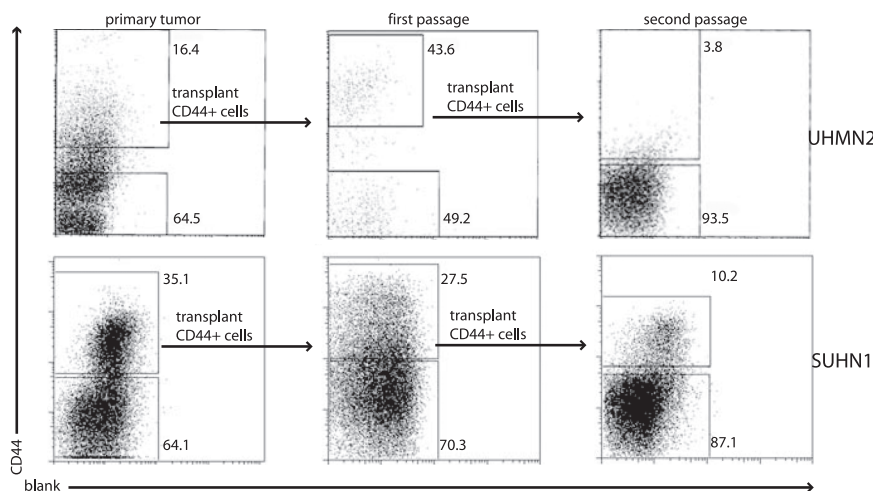 primary tumor
first passage
second passage
16.4
43.6
3.8
transplant
CD44+ cells
transplant
CD44+ cells
UHMN2
64.5
49.2
93.5
35.1
27.5
10.2
transplant
CD44+ cells
transplant
CD44+ cells
SUHN1
64.1
70.3
87.1
CD44
blank